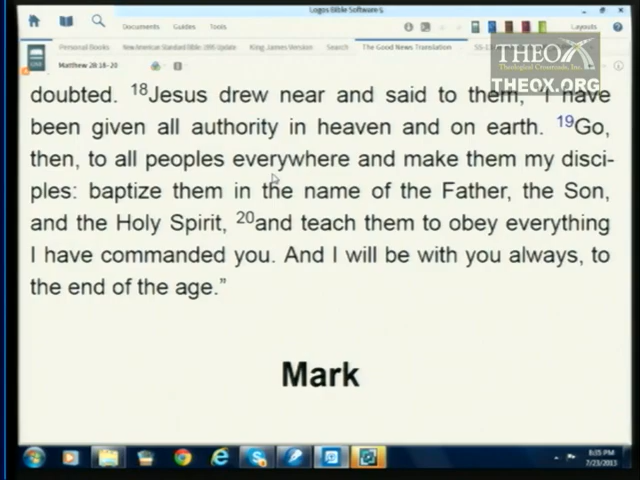 Logos Bible Software 5
Documents Guides Tools Layouts
Personal Books New American Standard Bible: 1995 Update King James Version Search The Good News Translation
Matthew 28:16-20
THEOX
Theological Crossroads, Inc.
THEOX.ORG
doubted. 18Jesus drew near and said to them, “I have
been given all authority in heaven and on earth. 19Go,
then, to all peoples everywhere and make them my disci-
ples: baptize them in the name of the Father, the Son,
and the Holy Spirit, 20and teach them to obey everything
I have commanded you. And I will be with you always, to
the end of the age.”
Mark
8:35 PM
7/23/2013